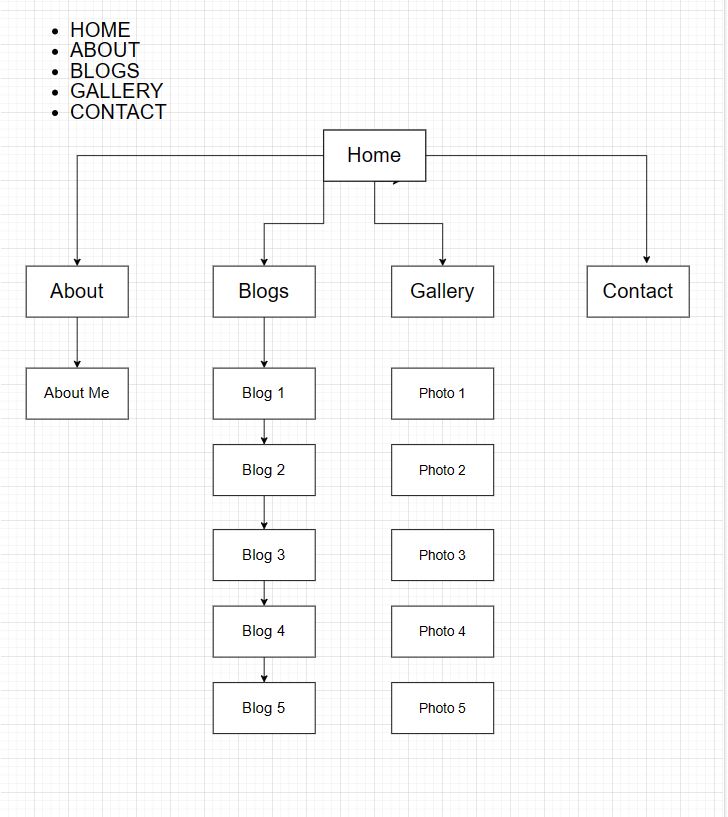 HOME
ABOUT
BLOGS
GALLERY
CONTACT
Home
About
Blogs
Gallery
Contact
About Me
Blog 1
Photo 1
Blog 2
Photo 2
Blog 3
Photo 3
Blog 4
Photo 4
Blog 5
Photo 5